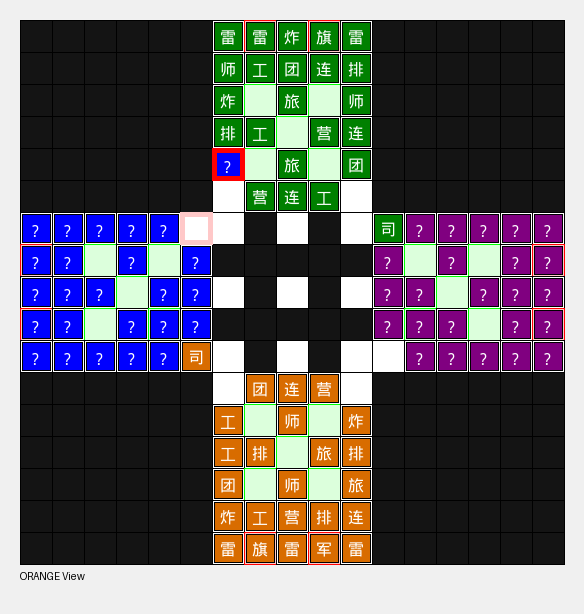 雷 雷 炸 旗 雷
师 工 团 连 排
炸 旅 师
排 工 营 连
? 旅 团
营 连 工
? ? ? ? ? 司 ? ? ? ? ?
? ? ? ? ? ? ? ?
? ? ? ? ? ? ? ? ? ?
? ? ? ? ? ? ? ? ? ?
? ? ? ? ? 司 ? ? ? ? ?
团 连 营
工 师 炸
工 排 旅 排
团 师 旅
炸 工 营 排 连
雷 旗 雷 军 雷
ORANGE View